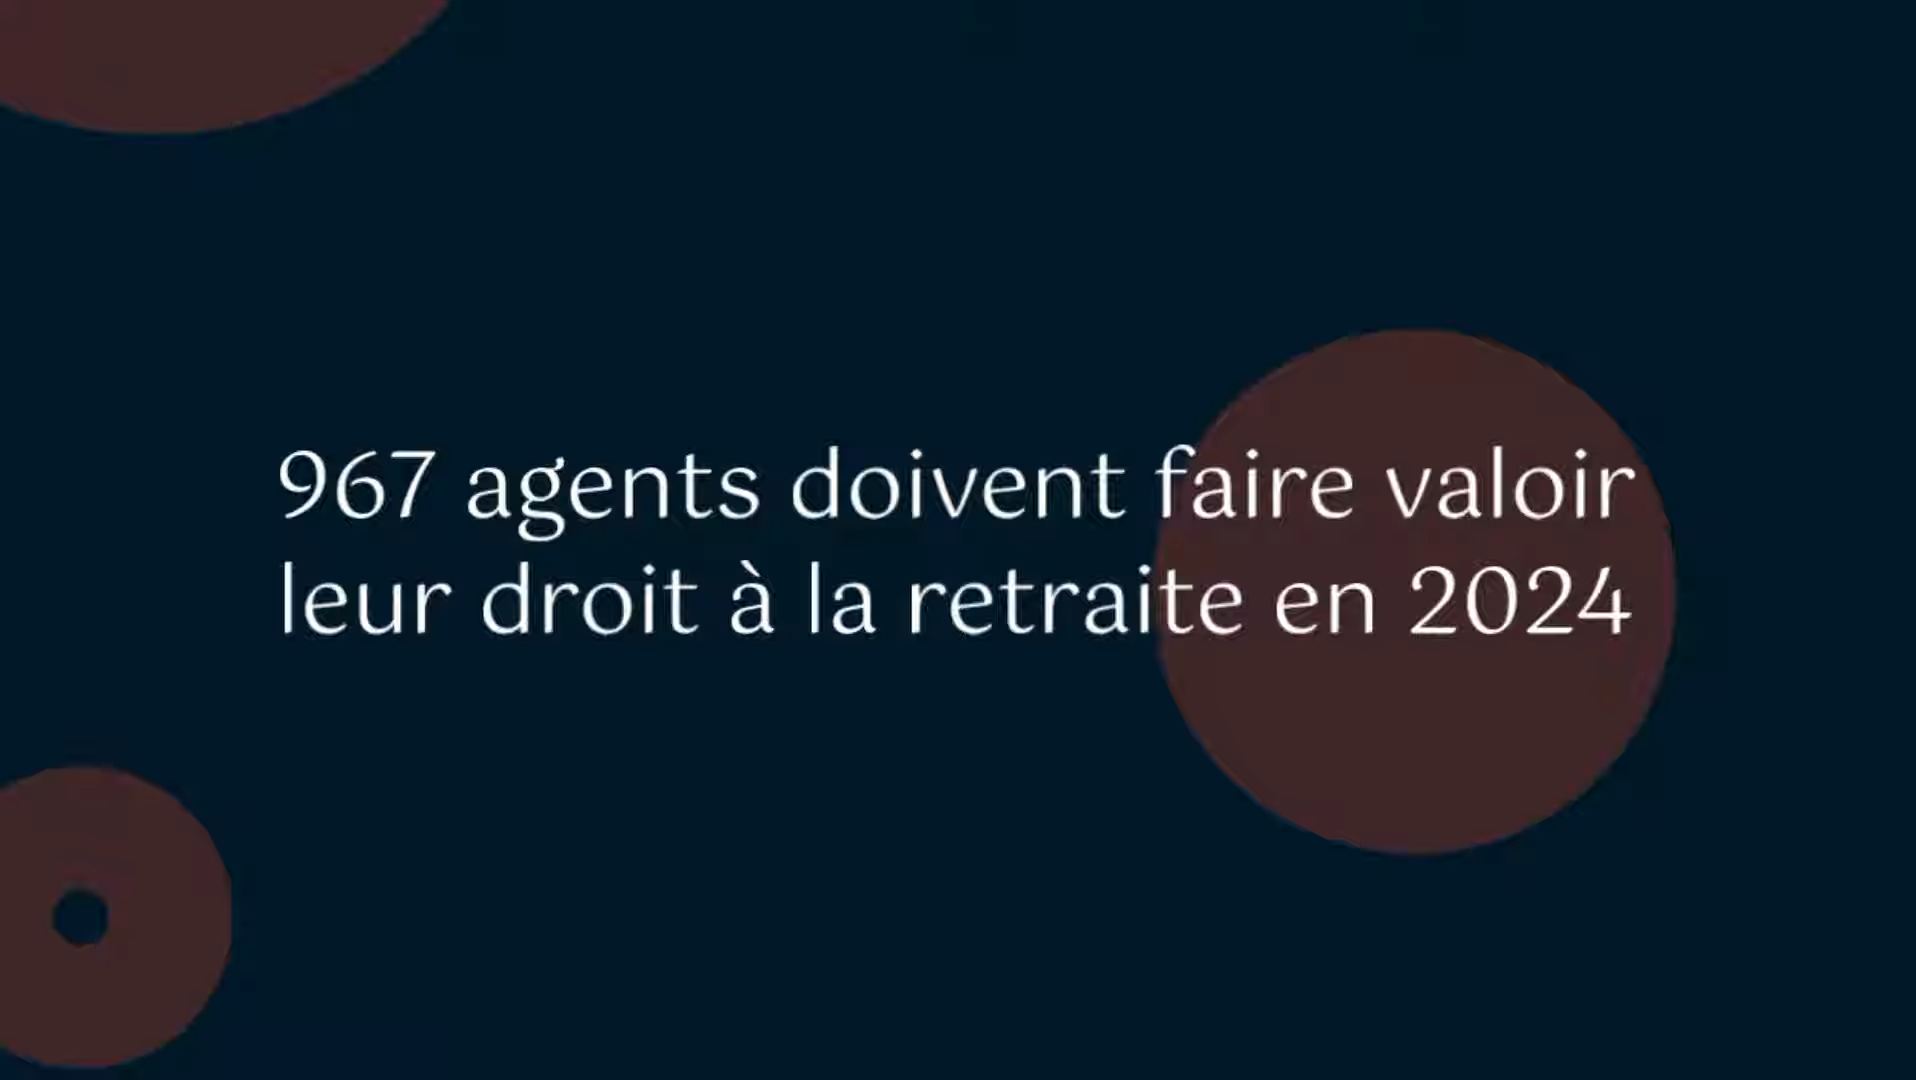 967 agents doivent faire valoir
leur droit à la retraite en 2024